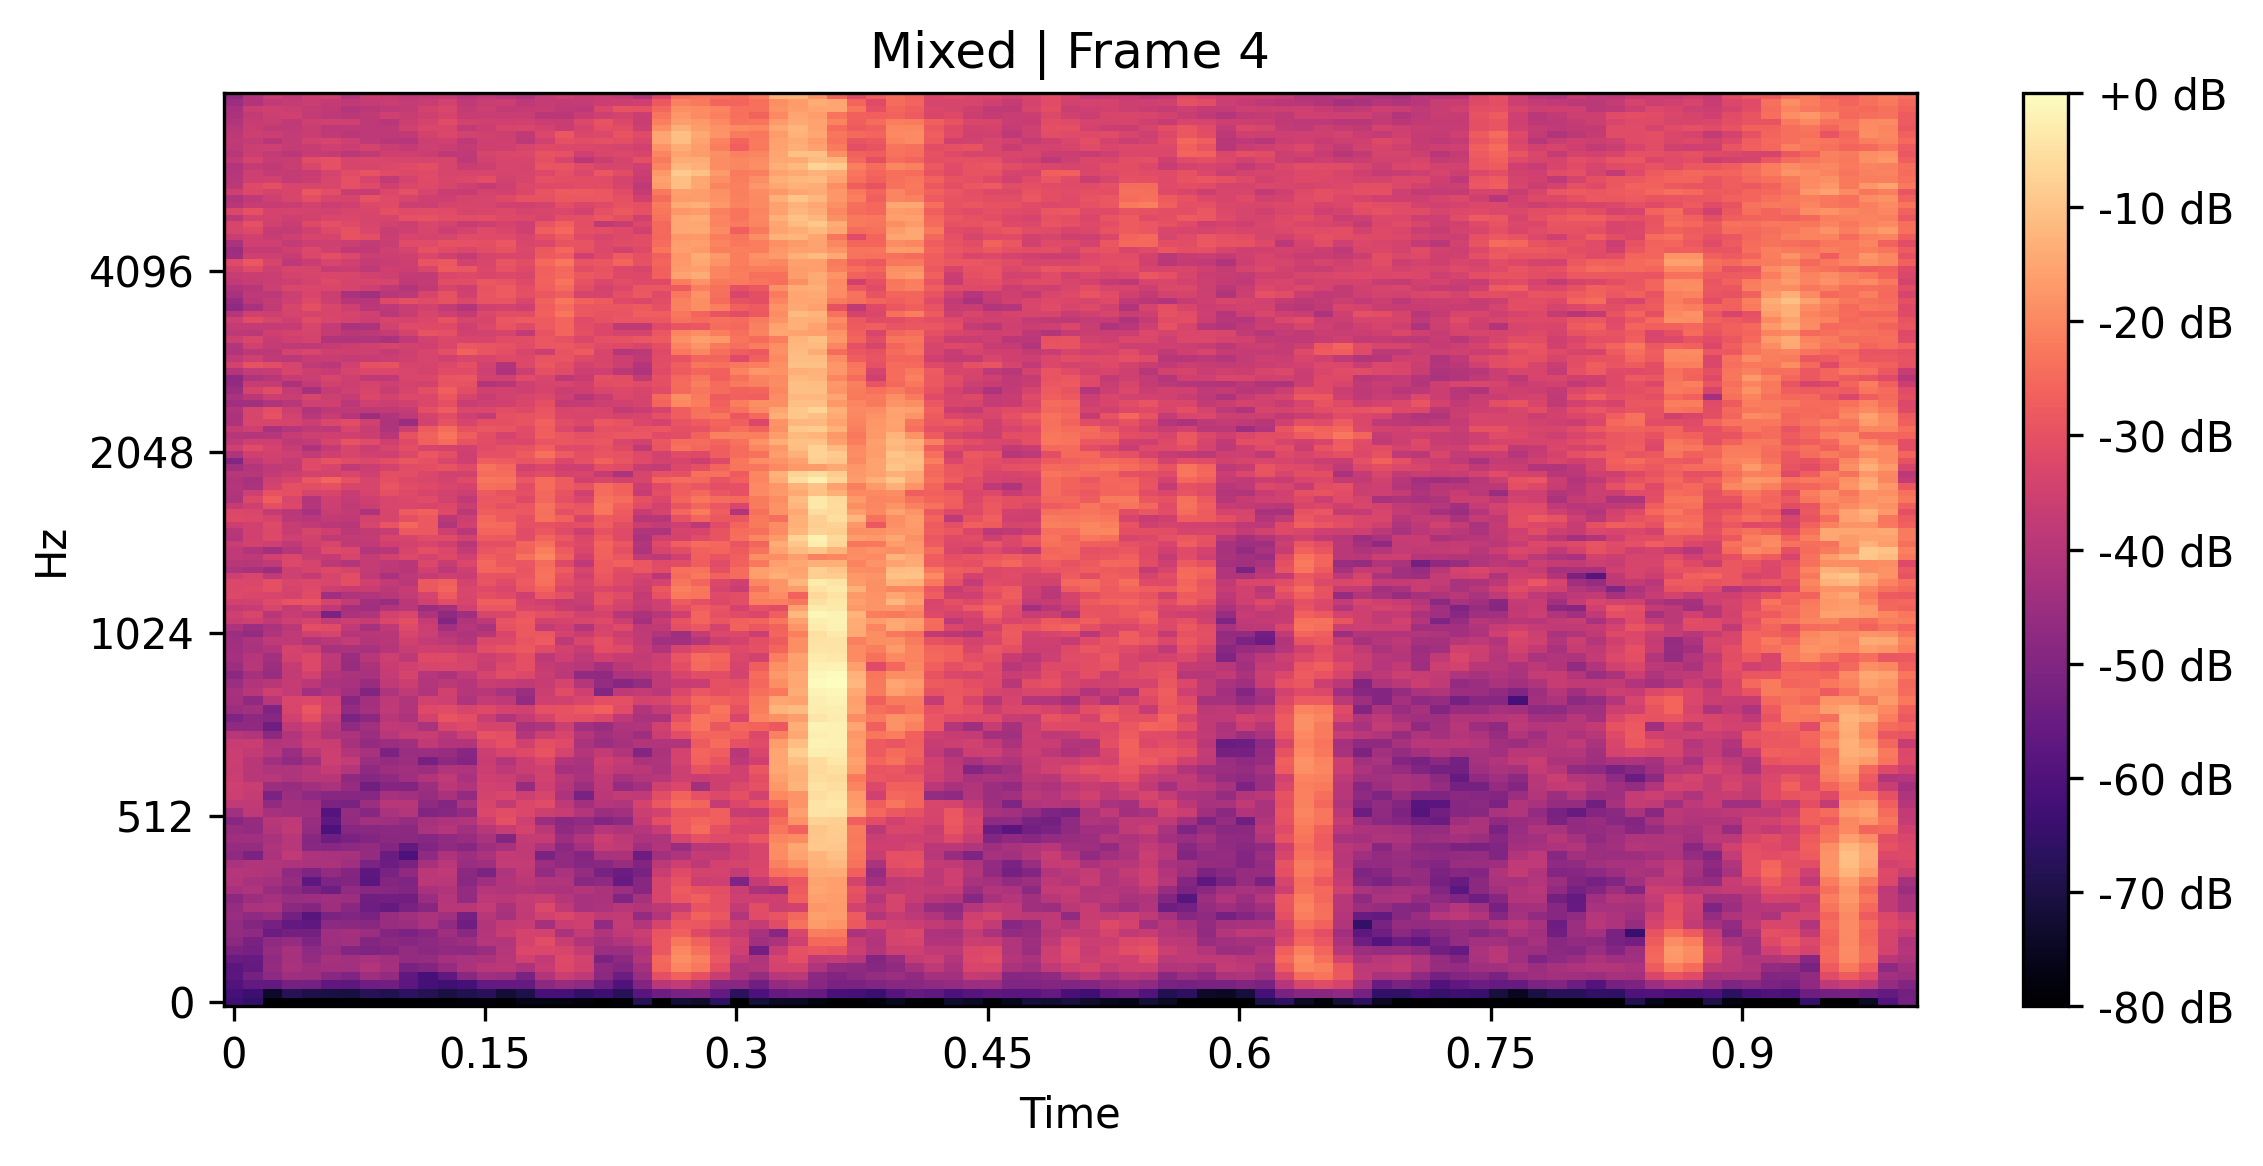 Mixed | Frame 4
Hz
4096
2048
1024
512
0
0 0.15 0.3 0.45 0.6 0.75 0.9
Time
+0 dB
-10 dB
-20 dB
-30 dB
-40 dB
-50 dB
-60 dB
-70 dB
-80 dB